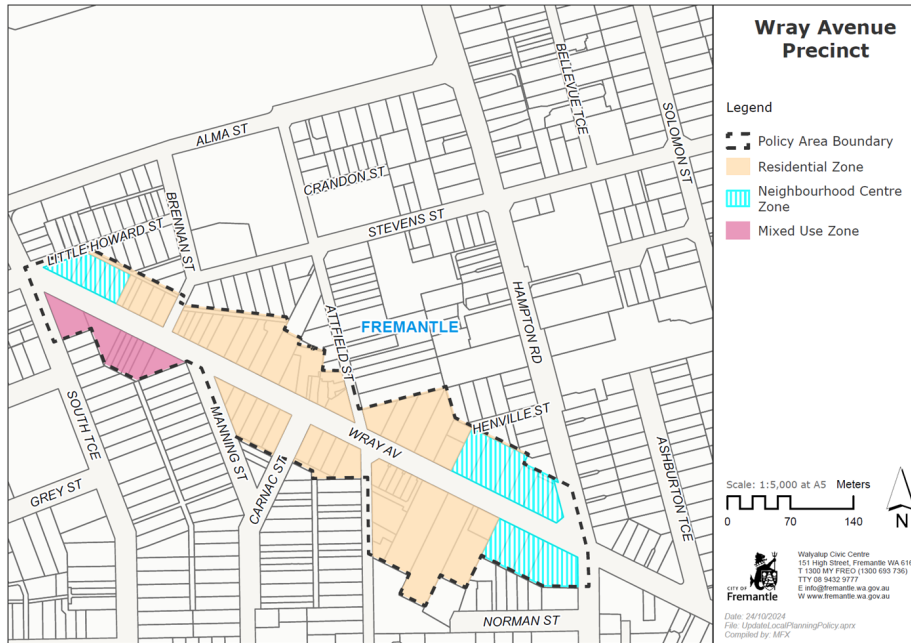 Wray Avenue
Precinct
Legend
Policy Area Boundary
Residential Zone
Neighbourhood Centre
Zone
Mixed Use Zone
ALMA ST
BELLEVUE TCE
SOLOMON ST
CRANDON ST
BRENNAN ST
STEVENS ST
LITTLE HOWARD ST
HAMPTON RD
ATTFIELD ST
FREMANTLE
SOUTH TCE
MANNING ST
HENVILLE ST
WRAY AV
ASHBURTON TCE
CARNAC ST
GREY ST
NORMAN ST
Scale: 1:5,000 at A5 Meters
0 70 140
N
CITY OF
Fremantle
Walyalup Civic Centre
151 High Street, Fremantle WA 616
T 1300 MY FREO (1300 693 736)
TTY 08 9432 9777
E info@fremantle.wa.gov.au
W www.fremantle.wa.gov.au
Date: 24/10/2024
File: UpdateLocalPlanningPolicy.aprx
Compiled by: MFX